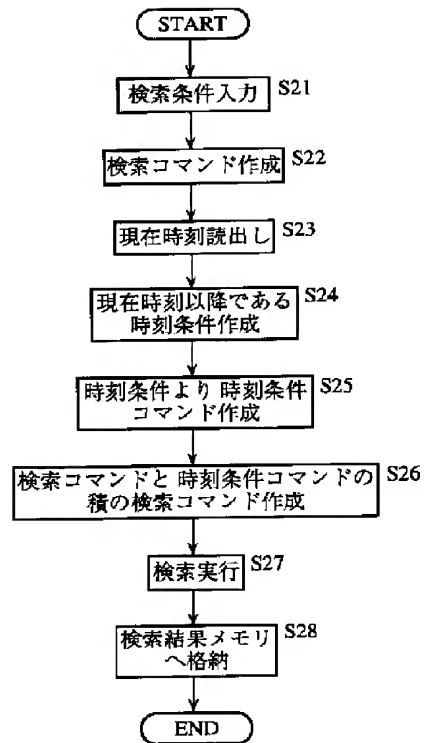 START
検索条件入力 S21
検索コマンド作成 S22
現在時刻読出し S23
現在時刻以降である S24
時刻条件作成
時刻条件より時刻条件 S25
コマンド作成
検索コマンドと時刻条件コマンドの S26
積の検索コマンド作成
検索実行 S27
検索結果メモリ S28
へ格納
END